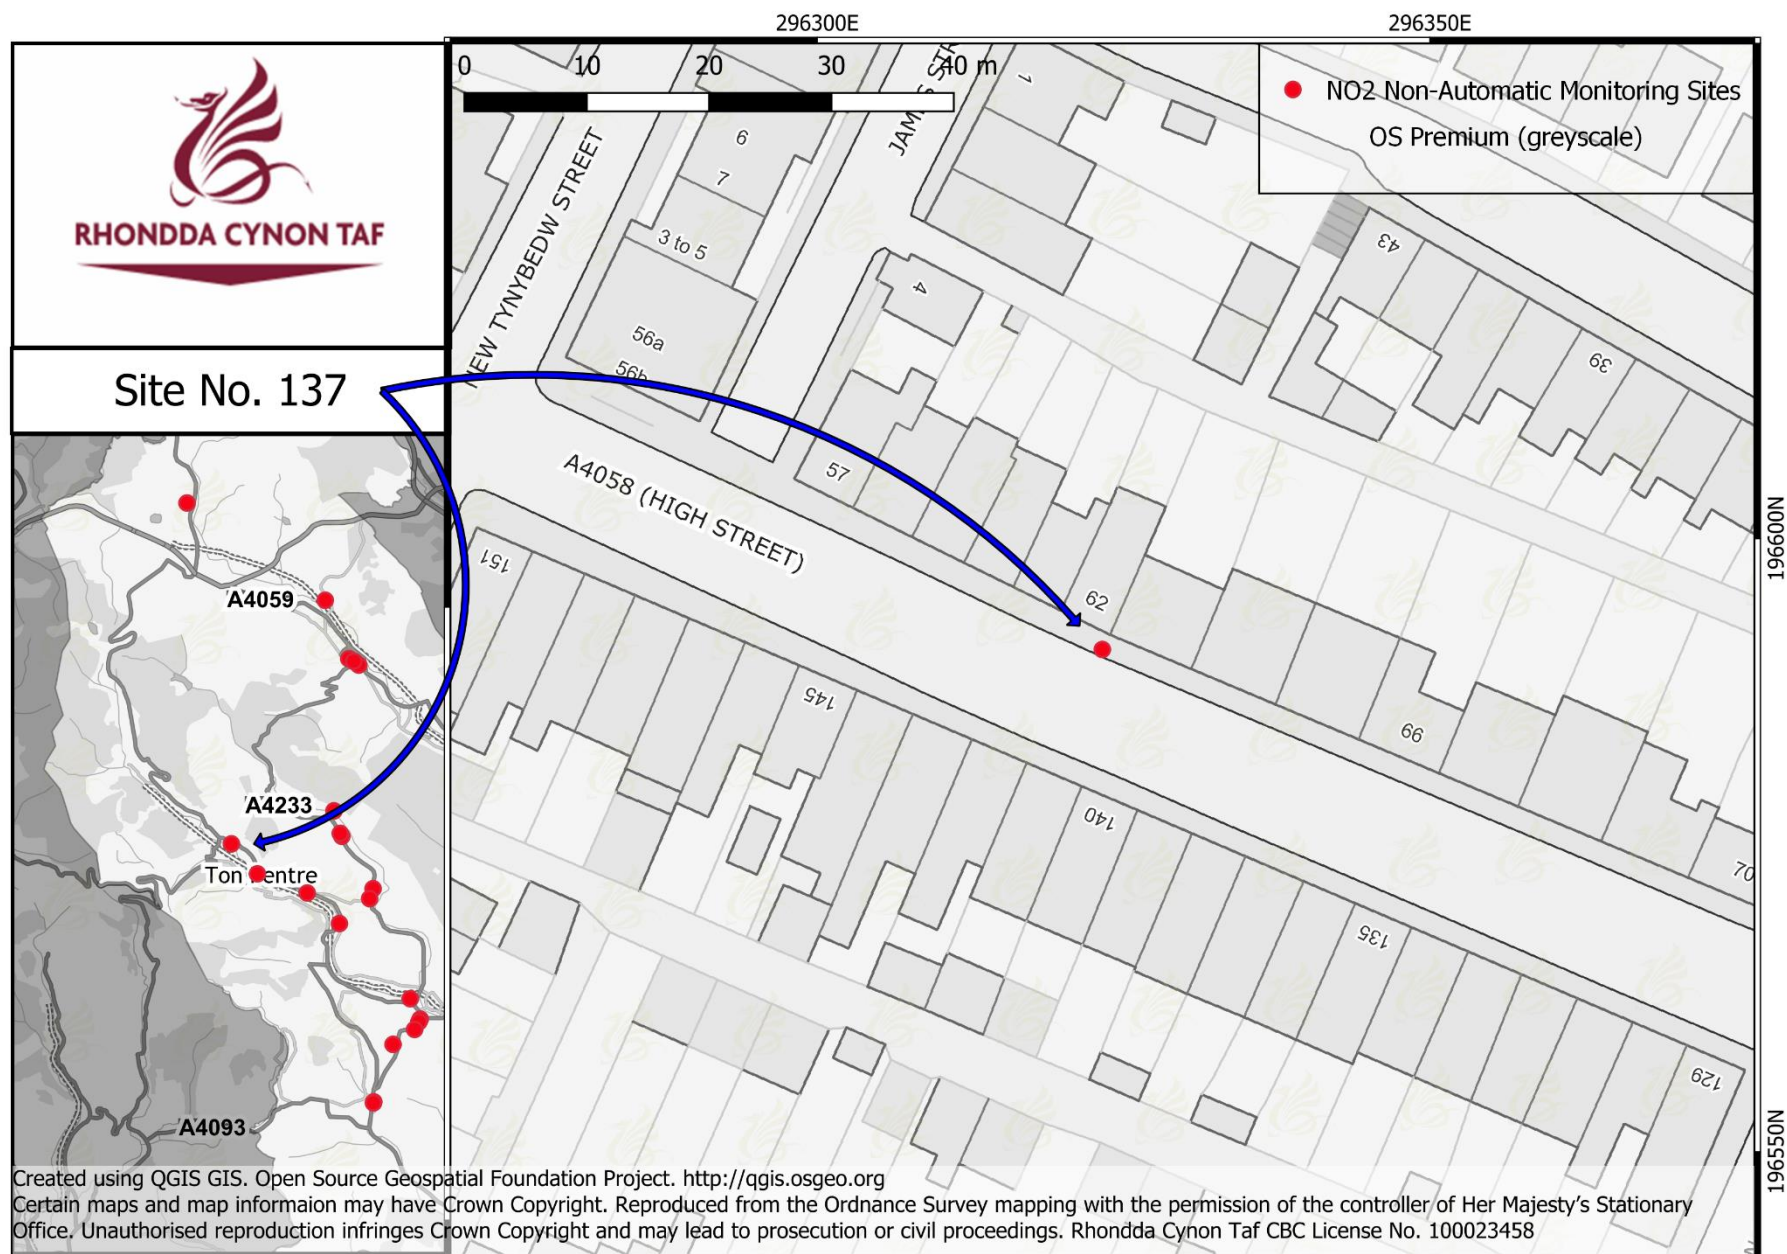 296300E
296350E
0 10 20 30 40 m
NO2 Non-Automatic Monitoring Sites
OS Premium (greyscale)
RHONDDA CYNON TAF
Site No. 137
196600N
196550N
NEW TYNYBEDW STREET
1
6
7
3 to 5
56a
56b
4
43
39
57
A4058 (HIGH STREET)
62
151
145
66
140
70
135
129
A4059
A4233
A4093
Created using QGIS GIS. Open Source Geospatial Foundation Project. http://qgis.osgeo.org
Certain maps and map informaion may have Crown Copyright. Reproduced from the Ordnance Survey mapping with the permission of the controller of Her Majesty's Stationary
Office. Unauthorised reproduction infringes Crown Copyright and may lead to prosecution or civil proceedings. Rhondda Cynon Taf CBC License No. 100023458